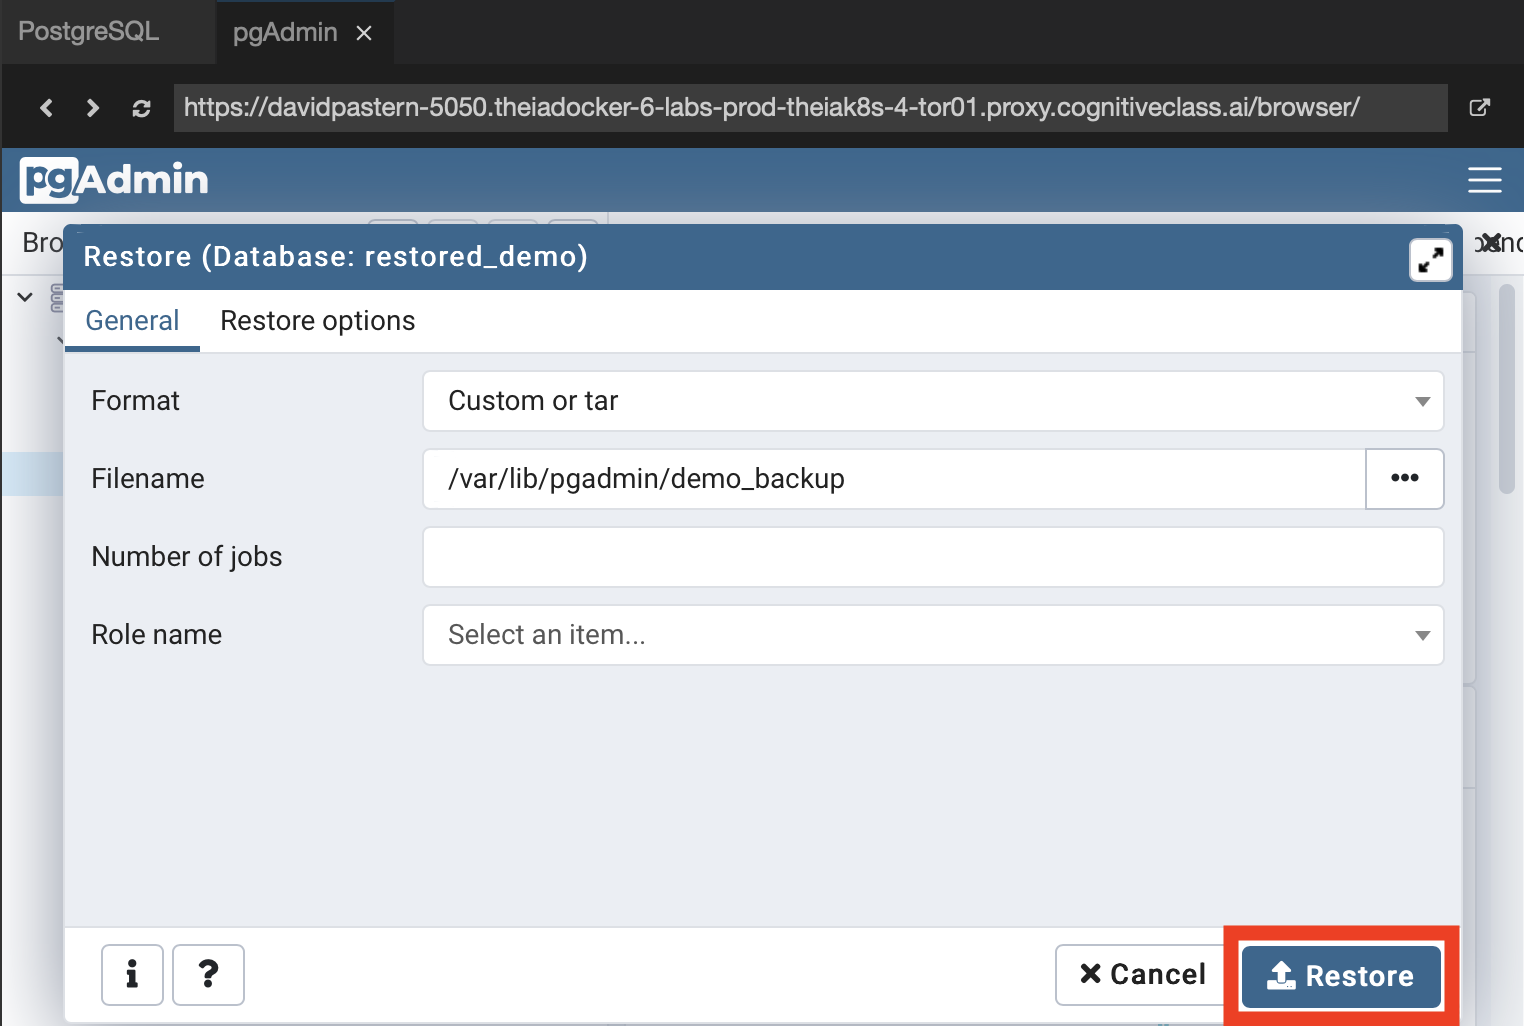 PostgreSQL
pgAdmin
https://davidpastern-5050.theiadocker-6-labs-prod-theiak8s-4-tor01.proxy.cognitiveclass.ai/browser/
pgAdmin
Bro
Restore (Database: restored_demo)
General
Restore options
Format
Custom or tar
Filename
/var/lib/pgadmin/demo_backup
•••
Number of jobs
Role name
Select an item...
i
?
Cancel
Restore